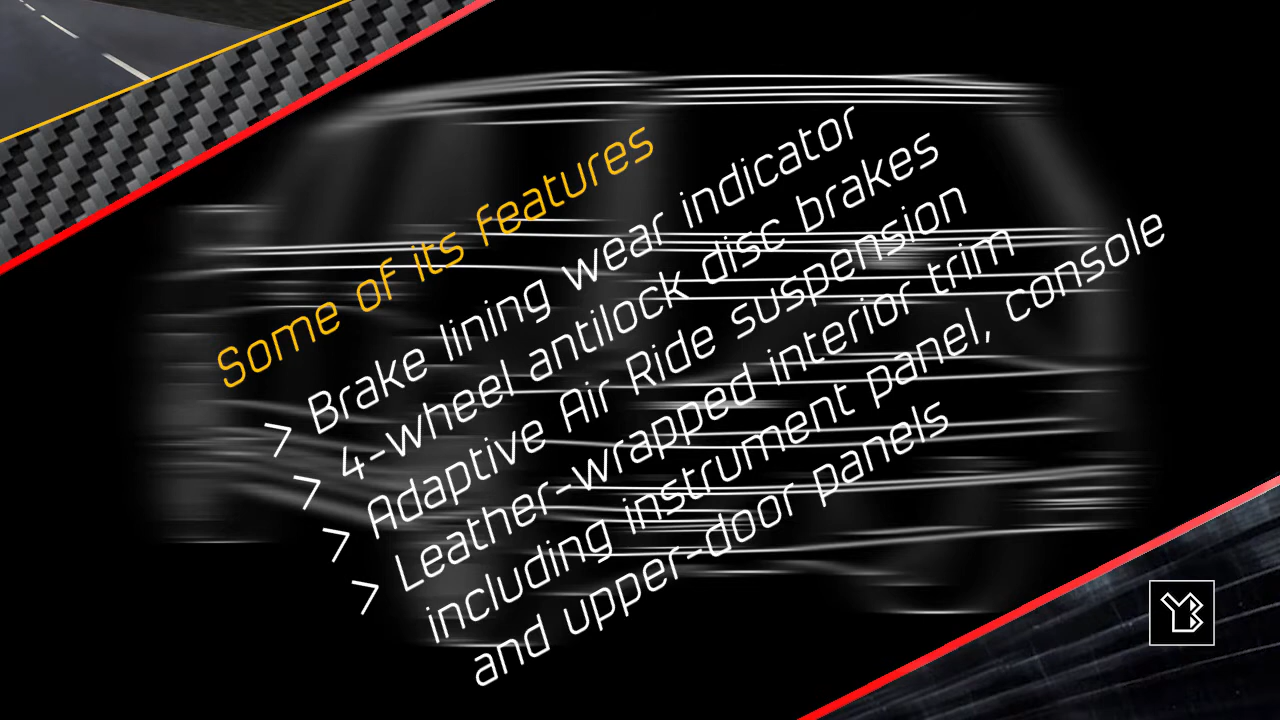 Some of its features
> Brake lining wear indicator
> 4-wheel antilock disc brakes
> Adaptive Air Ride suspension
> Leather-wrapped interior trim
including instrument panel, console
and upper-door panels
YB